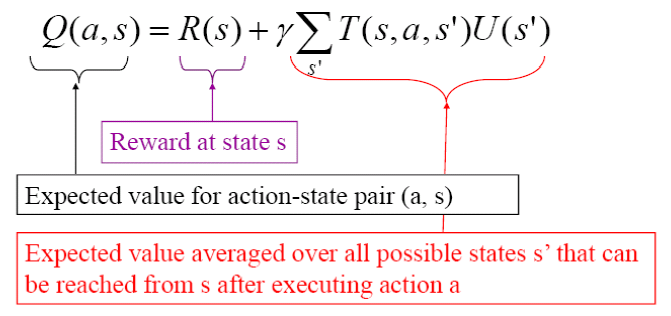 Q(a,s) = R(s) + γ∑T(s,a,s')U(s')
s'
Reward at state s
Expected value for action-state pair (a, s)
Expected value averaged over all possible states s’ that can
be reached from s after executing action a